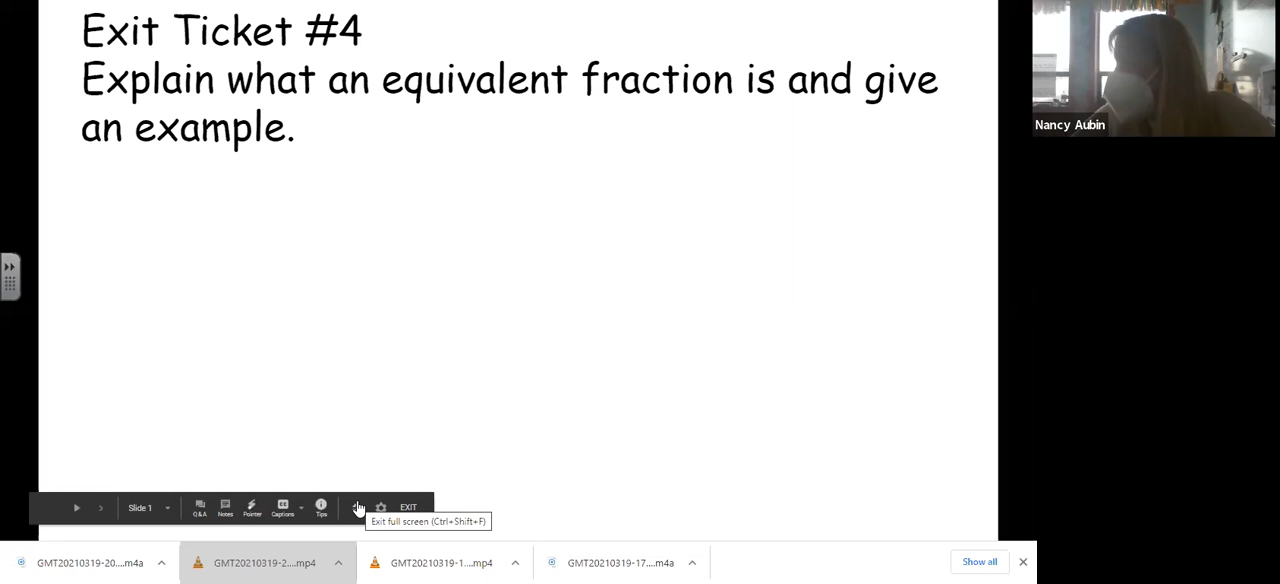 Exit Ticket #4
Explain what an equivalent fraction is and give
an example.
Nancy Aubin
Slide 1
Q&A
Notes
Pointer
Captions
Tips
EXIT
Exit full screen (Ctrl+Shift+F)
GMT20210319-20....m4a
GMT20210319-2....mp4
GMT20210319-1....mp4
GMT20210319-17....m4a
Show all